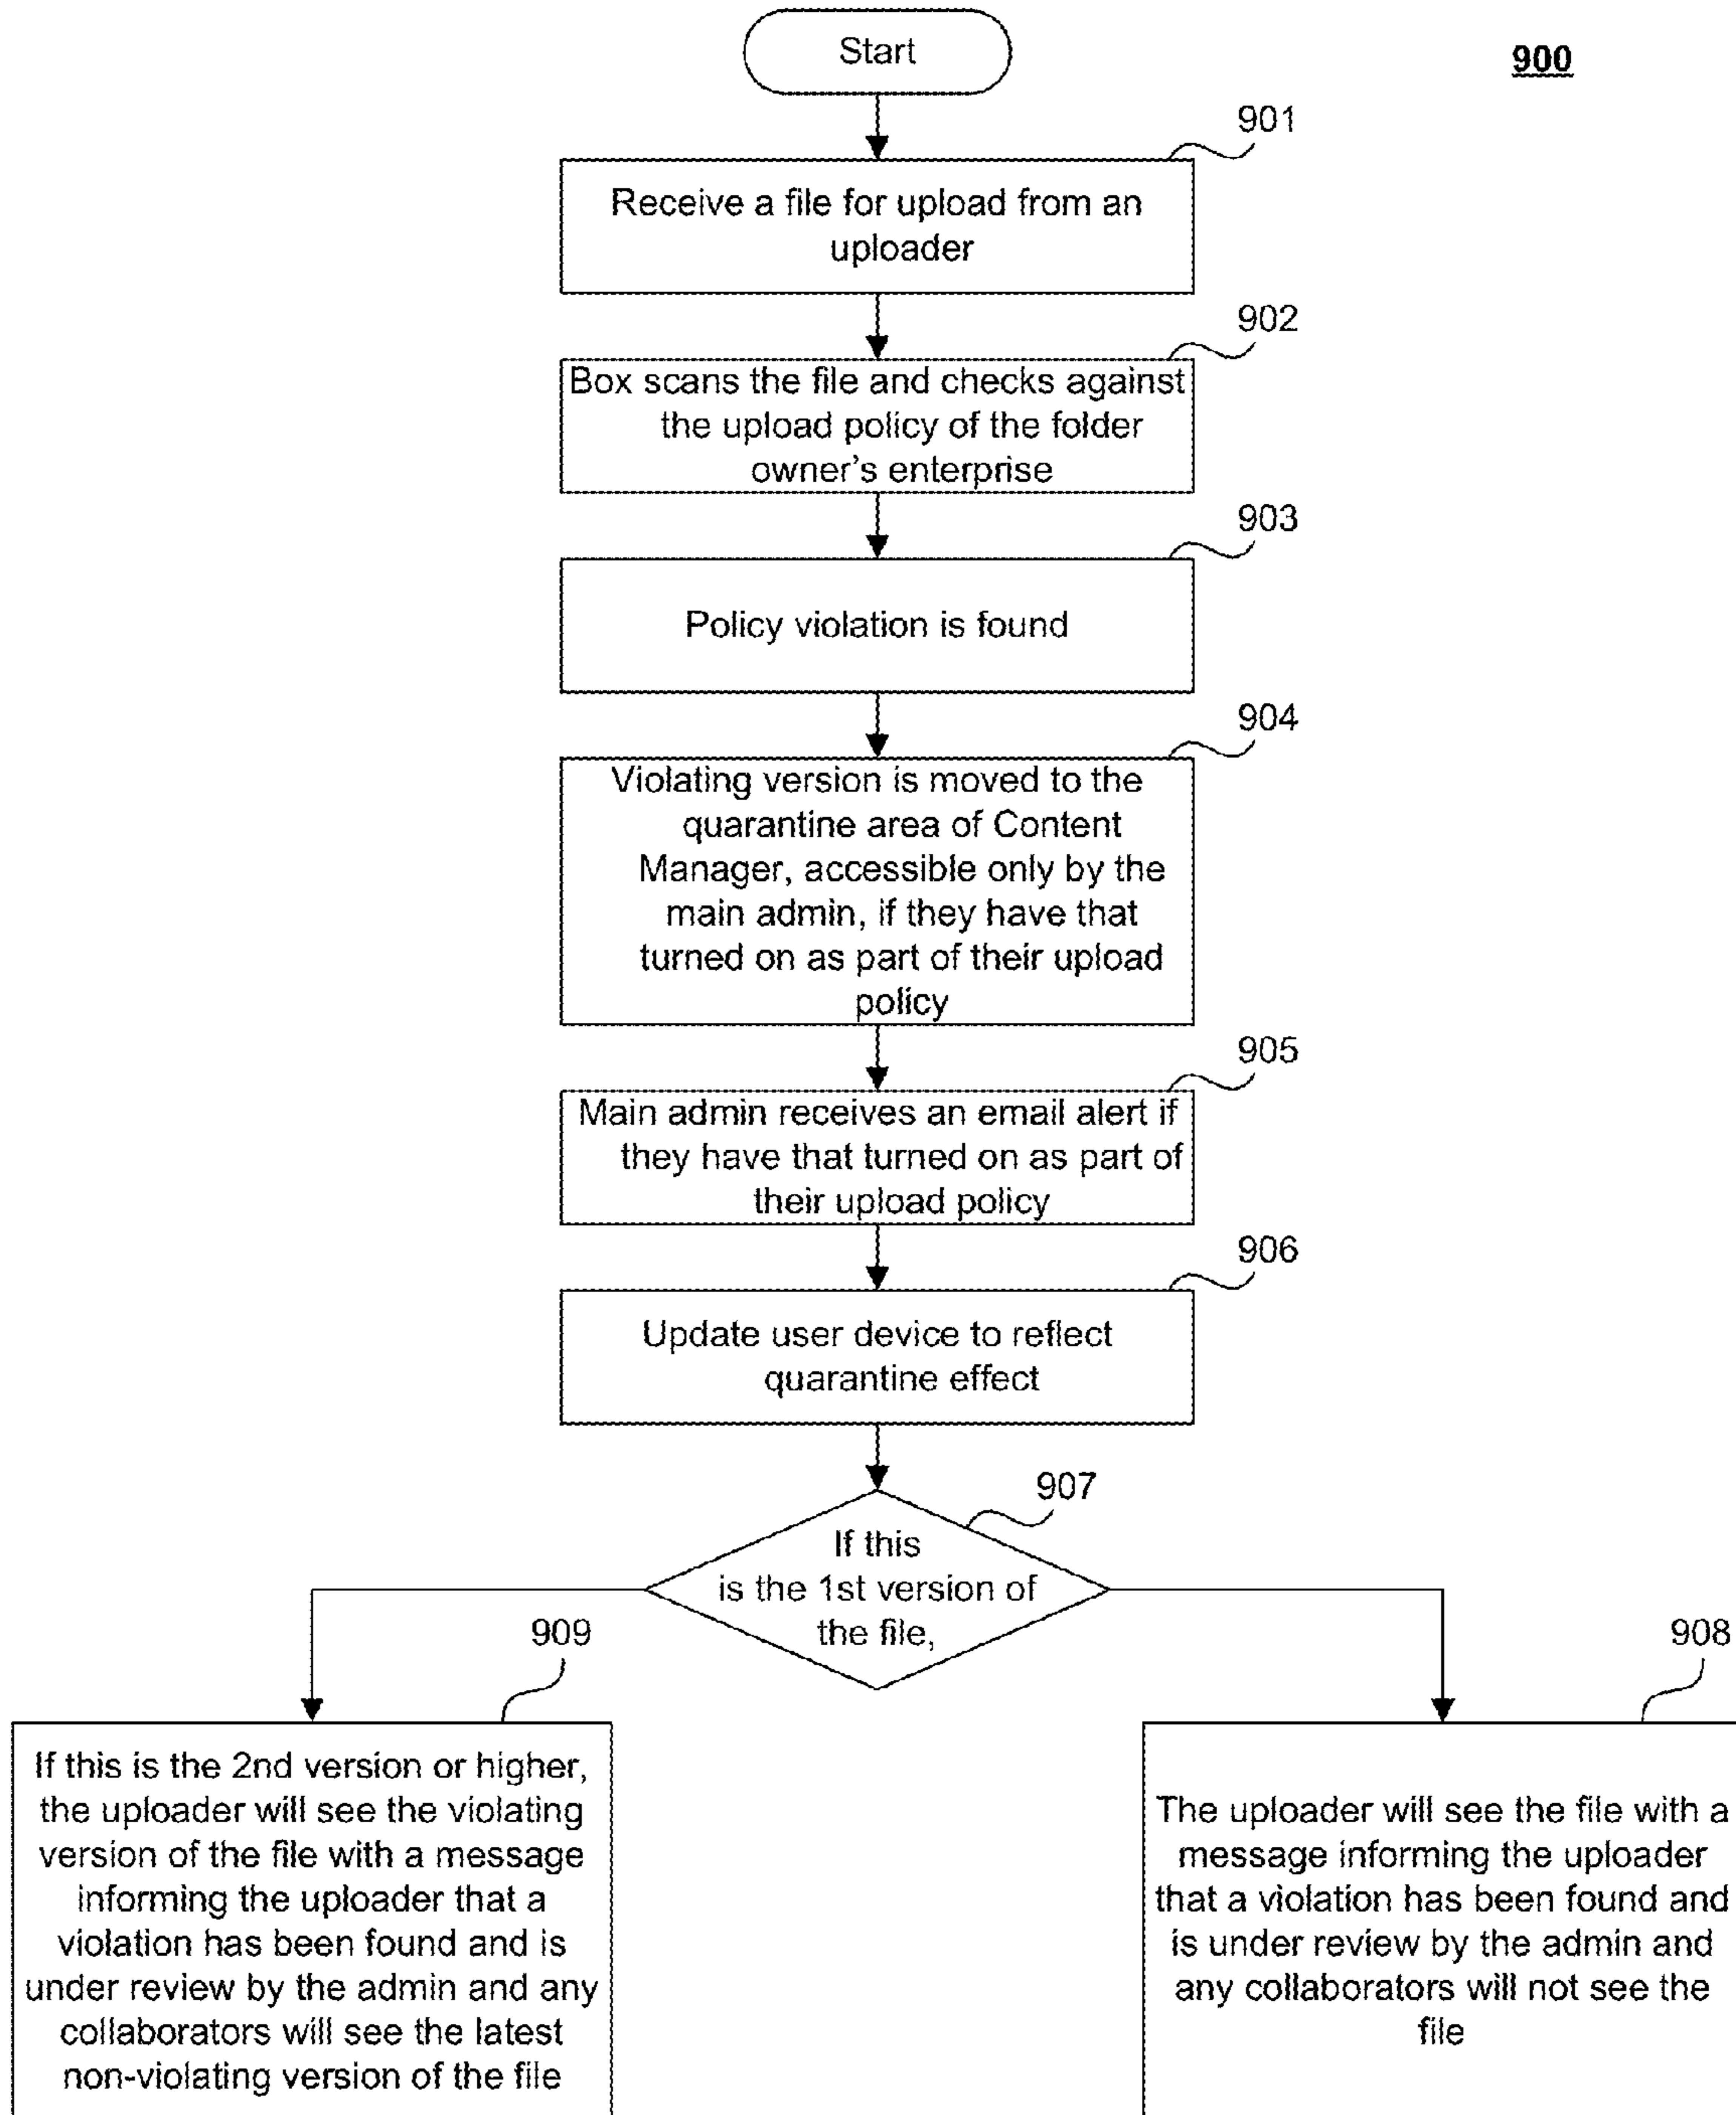 Start
900
901
Receive a file for upload from an
uploader
902
Box scans the file and checks against
the upload policy of the folder
owner's enterprise
903
Policy violation is found
904
Violating version is moved to the
quarantine area of Content
Manager, accessible only by the
main admin, if they have that
turned on as part of their upload
policy
905
Main admin receives an email alert if
they have that turned on as part of
their upload policy
906
Update user device to reflect
quarantine effect
907
If this
is the 1st version of
the file,
909
If this is the 2nd version or higher,
the uploader will see the violating
version of the file with a message
informing the uploader that a
violation has been found and is
under review by the admin and any
collaborators will see the latest
non-violating version of the file
908
The uploader will see the file with a
message informing the uploader
that a violation has been found and
is under review by the admin and
any collaborators will not see the
file